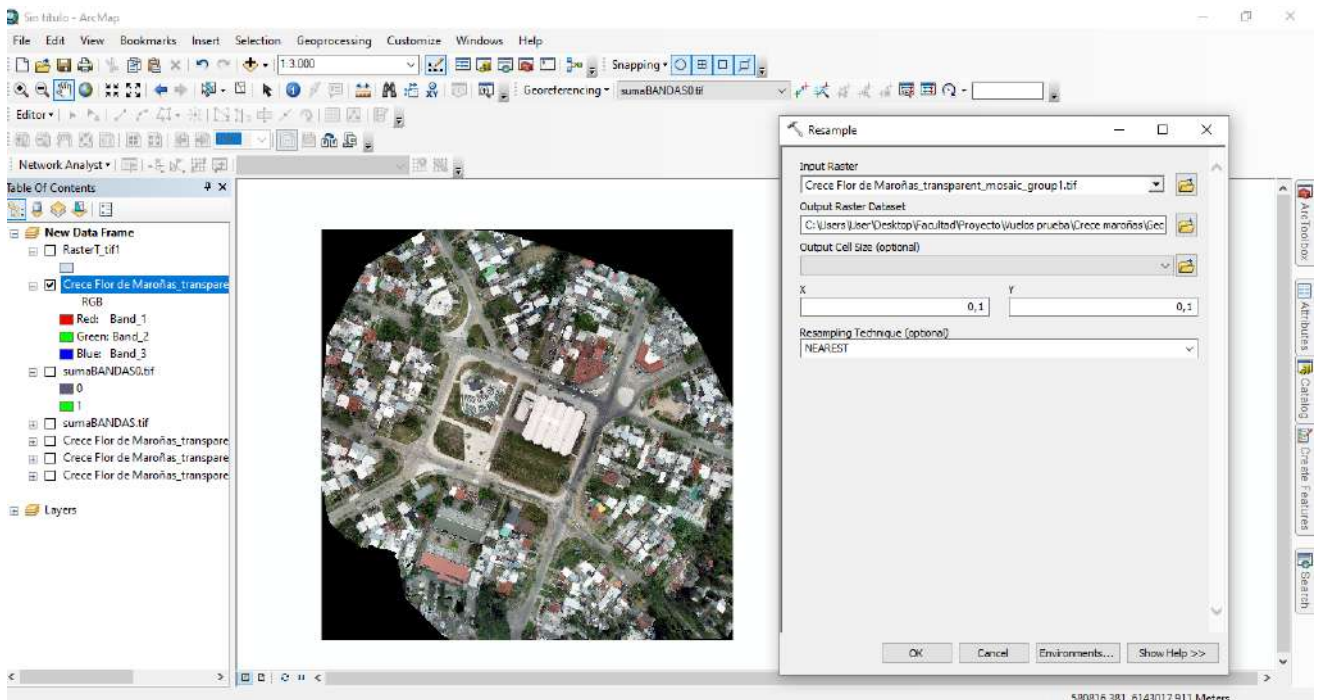 Sin título - ArcMap
File Edit View Bookmarks Insert Selection Geoprocessing Customize Windows Help
1:3.000
Snapping
Georeferencing
sumaBANDAS0.tif
Editor
Network Analyst
Table Of Contents
New Data Frame
RasterT_tif1
Crece Flor de Maroñas_transpare
RGB
Red: Band_1
Green: Band_2
Blue: Band_3
sumaBANDAS0.tif
0
1
sumaBANDAS.tif
Crece Flor de Maroñas_transpare
Crece Flor de Maroñas_transpare
Crece Flor de Maroñas_transpare
Layers
Resample
Input Raster
Crece Flor de Maroñas_transparent_mosaic_group1.tif
Output Raster Dataset
C:\Users\User\Desktop\Facultad\Proyecto\Vuelos prueba\Crece maroñas\Gec
Output Cell Size (optional)
X Y
0,1 0,1
Resampling Technique (optional)
NEAREST
OK Cancel Environments... Show Help >>
ArcToolbox
Attributes
Catalog
Create Features
Search
580816,381 6143017,911 Meters